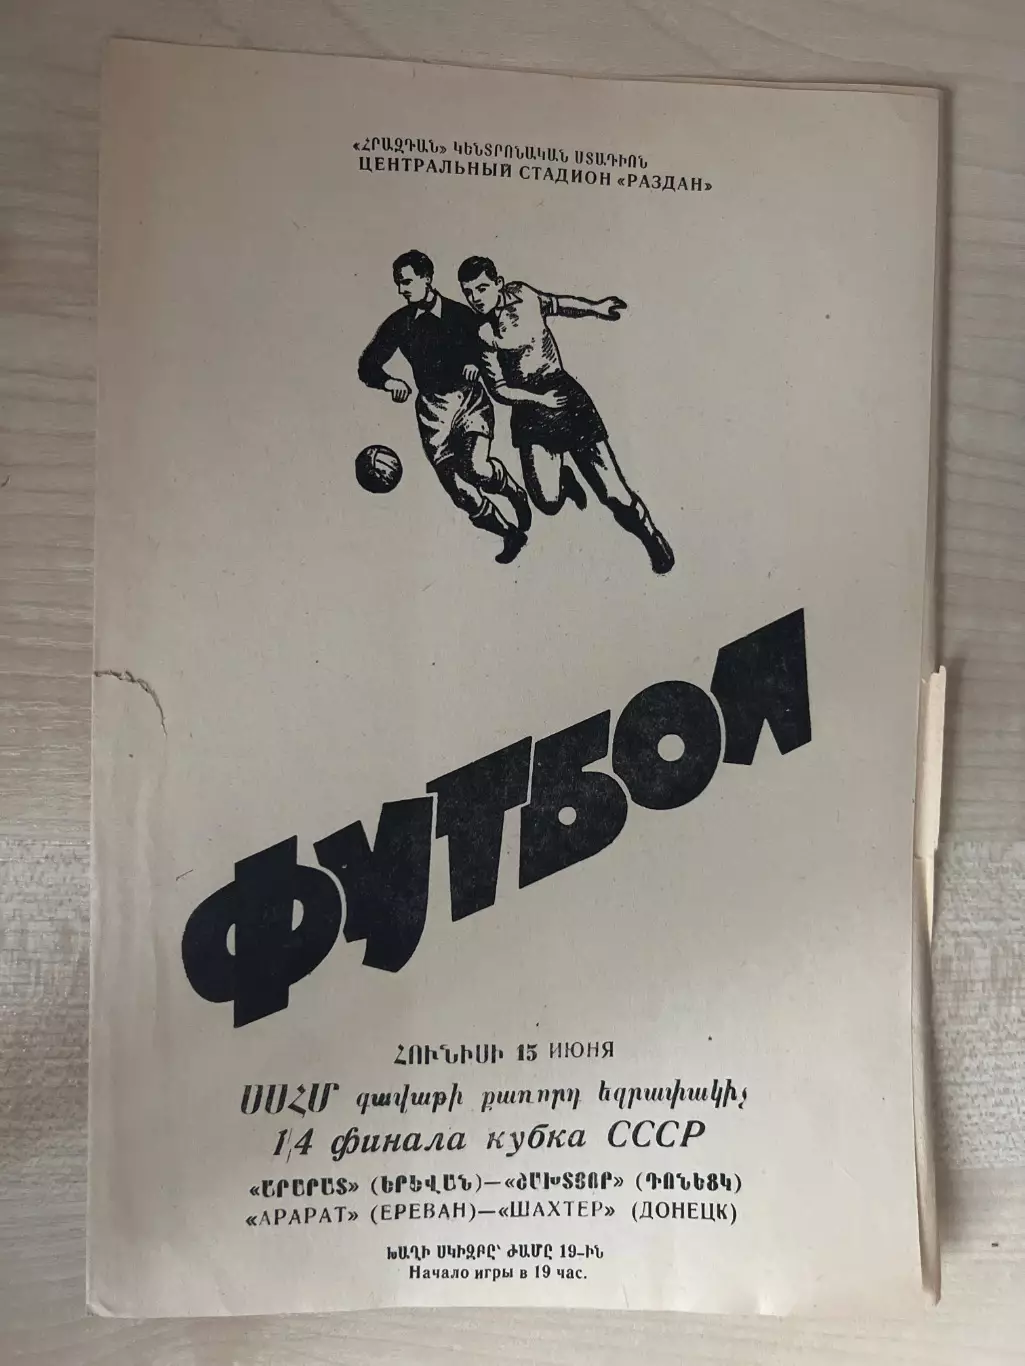 «ՀՐԱԶԴԱՆ» ԿԵՆՏՐՈՆԱԿԱՆ ՍՏԱԴԻՈՆ
ЦЕНТРАЛЬНЫЙ СТАДИОН «РАЗДАН»
ФУТБОЛ
ՀՈՒՆԻՍԻ 15 ИЮНЯ
ՍՍՀՄ գավաթի քառորդ եզրափակիչ
1/4 финала кубка СССР
«ԱՐԱՐԱՏ» (ԵՐԵՎԱՆ)—«ՇԱԽՏՅՈՐ» (ԴՈՆԵՑԿ)
«АРАРАТ» (ЕРЕВАН)—«ШАХТЕР» (ДОНЕЦК)
ԽԱՂԻ ՍԿԻԶԲԸ՝ ԺԱՄԸ 19-ԻՆ
Начало игры в 19 час.